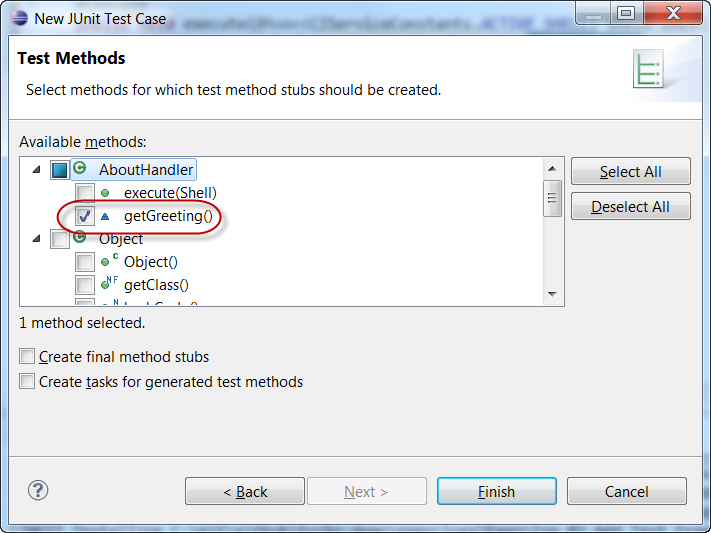 New JUnit Test Case
Test Methods
Select methods for which test method stubs should be created.
Available methods:
AboutHandler
execute(Shell)
getGreeting()
Object
Object()
getClass()
Select All
Deselect All
1 method selected.
Create final method stubs
Create tasks for generated test methods
< Back
Next >
Finish
Cancel